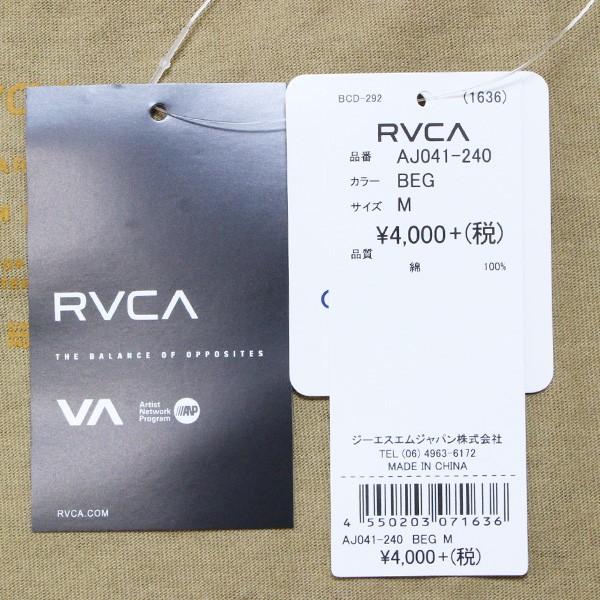 RVCA
THE BALANCE OF OPPOSITES
VA Artist Network Program ANP
RVCA.COM
BCD-292 (1636)
RVCA
品番 AJ041-240
カラー BEG
サイズ M
¥4,000+(税)
品質
綿 100%
ジーエスエムジャパン株式会社
TEL (06) 4963-6172
MADE IN CHINA
4 550203 071636
AJ041-240 BEG M
¥4,000+(税)